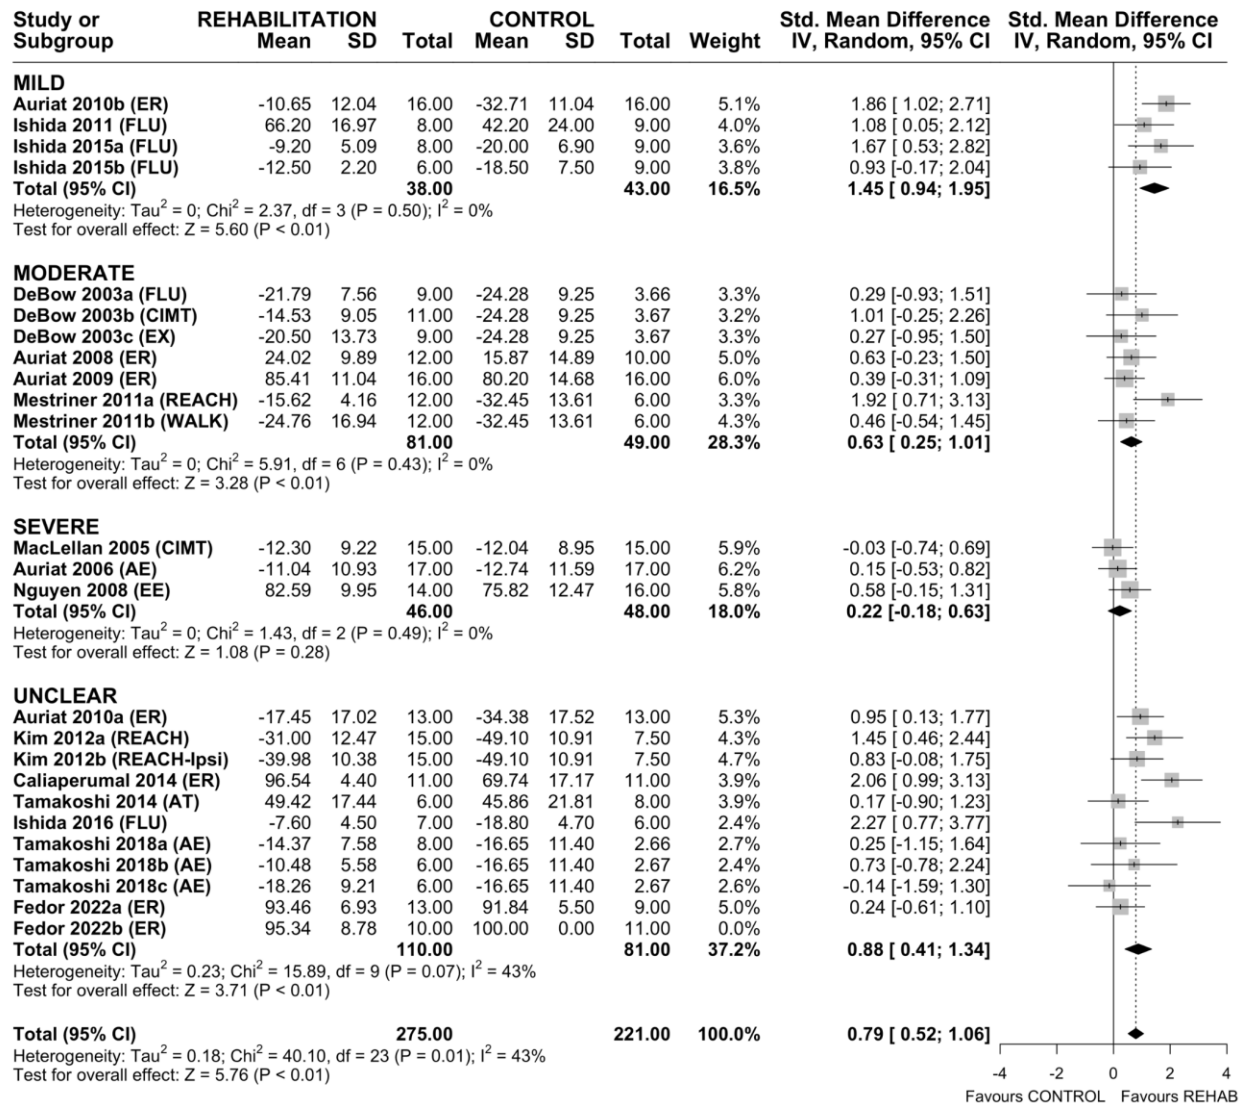 Study or REHABILITATION CONTROL Std. Mean Difference Std. Mean Difference
Subgroup Mean SD Total Mean SD Total Weight IV, Random, 95% CI IV, Random, 95% CI
MILD
Auriat 2010b (ER) -10.65 12.04 16.00 -32.71 11.04 16.00 5.1% 1.86 [ 1.02; 2.71]
Ishida 2011 (FLU) 66.20 16.97 8.00 42.20 24.00 9.00 4.0% 1.08 [ 0.05; 2.12]
Ishida 2015a (FLU) -9.20 5.09 8.00 -20.00 6.90 9.00 3.6% 1.67 [ 0.53; 2.82]
Ishida 2015b (FLU) -12.50 2.20 6.00 -18.50 7.50 9.00 3.8% 0.93 [-0.17; 2.04]
Total (95% CI) 38.00 43.00 16.5% 1.45 [ 0.94; 1.95]
Heterogeneity: Tau² = 0; Chi² = 2.37, df = 3 (P = 0.50); I² = 0%
Test for overall effect: Z = 5.60 (P < 0.01)
MODERATE
DeBow 2003a (FLU) -21.79 7.56 9.00 -24.28 9.25 3.66 3.3% 0.29 [-0.93; 1.51]
DeBow 2003b (CIMT) -14.53 9.05 11.00 -24.28 9.25 3.67 3.2% 1.01 [-0.25; 2.26]
DeBow 2003c (EX) -20.50 13.73 9.00 -24.28 9.25 3.67 3.3% 0.27 [-0.95; 1.50]
Auriat 2008 (ER) 24.02 9.89 12.00 15.87 14.89 10.00 5.0% 0.63 [-0.23; 1.50]
Auriat 2009 (ER) 85.41 11.04 16.00 80.20 14.68 16.00 6.0% 0.39 [-0.31; 1.09]
Mestriner 2011a (REACH) -15.62 4.16 12.00 -32.45 13.61 6.00 3.3% 1.92 [ 0.71; 3.13]
Mestriner 2011b (WALK) -24.76 16.94 12.00 -32.45 13.61 6.00 4.3% 0.46 [-0.54; 1.45]
Total (95% CI) 81.00 49.00 28.3% 0.63 [ 0.25; 1.01]
Heterogeneity: Tau² = 0; Chi² = 5.91, df = 6 (P = 0.43); I² = 0%
Test for overall effect: Z = 3.28 (P < 0.01)
SEVERE
MacLellan 2005 (CIMT) -12.30 9.22 15.00 -12.04 8.95 15.00 5.9% -0.03 [-0.74; 0.69]
Auriat 2006 (AE) -11.04 10.93 17.00 -12.74 11.59 17.00 6.2% 0.15 [-0.53; 0.82]
Nguyen 2008 (EE) 82.59 9.95 14.00 75.82 12.47 16.00 5.8% 0.58 [-0.15; 1.31]
Total (95% CI) 46.00 48.00 18.0% 0.22 [-0.18; 0.63]
Heterogeneity: Tau² = 0; Chi² = 1.43, df = 2 (P = 0.49); I² = 0%
Test for overall effect: Z = 1.08 (P = 0.28)
UNCLEAR
Auriat 2010a (ER) -17.45 17.02 13.00 -34.38 17.52 13.00 5.3% 0.95 [ 0.13; 1.77]
Kim 2012a (REACH) -31.00 12.47 15.00 -49.10 10.91 7.50 4.3% 1.45 [ 0.46; 2.44]
Kim 2012b (REACH-Ipsi) -39.98 10.38 15.00 -49.10 10.91 7.50 4.7% 0.83 [-0.08; 1.75]
Caliaperumal 2014 (ER) 96.54 4.40 11.00 69.74 17.17 11.00 3.9% 2.06 [ 0.99; 3.13]
Tamakoshi 2014 (AT) 49.42 17.44 6.00 45.86 21.81 8.00 3.9% 0.17 [-0.90; 1.23]
Ishida 2016 (FLU) -7.60 4.50 7.00 -18.80 4.70 6.00 2.4% 2.27 [ 0.77; 3.77]
Tamakoshi 2018a (AE) -14.37 7.58 8.00 -16.65 11.40 2.66 2.7% 0.25 [-1.15; 1.64]
Tamakoshi 2018b (AE) -10.48 5.58 6.00 -16.65 11.40 2.67 2.4% 0.73 [-0.78; 2.24]
Tamakoshi 2018c (AE) -18.26 9.21 6.00 -16.65 11.40 2.67 2.6% -0.14 [-1.59; 1.30]
Fedor 2022a (ER) 93.46 6.93 13.00 91.84 5.50 9.00 5.0% 0.24 [-0.61; 1.10]
Fedor 2022b (ER) 95.34 8.78 10.00 100.00 0.00 11.00 0.0%
Total (95% CI) 110.00 81.00 37.2% 0.88 [ 0.41; 1.34]
Heterogeneity: Tau² = 0.23; Chi² = 15.89, df = 9 (P = 0.07); I² = 43%
Test for overall effect: Z = 3.71 (P < 0.01)
Total (95% CI) 275.00 221.00 100.0% 0.79 [ 0.52; 1.06]
Heterogeneity: Tau² = 0.18; Chi² = 40.10, df = 23 (P = 0.01); I² = 43%
Test for overall effect: Z = 5.76 (P < 0.01)
-4 -2 0 2 4
Favours CONTROL Favours REHAB